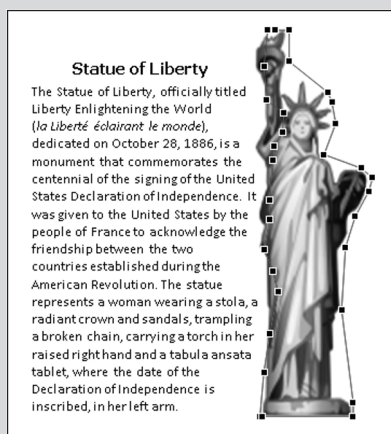 Statue of Liberty
The Statue of Liberty, officially titled
Liberty Enlightening the World
(la Liberté éclairant le monde),
dedicated on October 28, 1886, is a
monument that commemorates the
centennial of the signing of the United
States Declaration of Independence. It
was given to the United States by the
people of France to acknowledge the
friendship between the two
countries established during the
American Revolution. The statue
represents a woman wearing a stola, a
radiant crown and sandals, trampling
a broken chain, carrying a torch in her
raised right hand and a tabula ansata
tablet, where the date of the
Declaration of Independence is
inscribed, in her left arm.